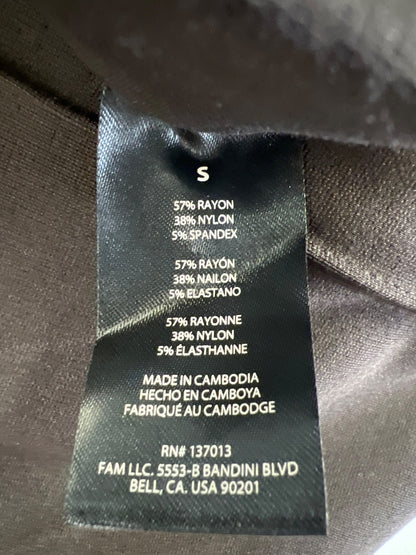 S
57% RAYON
38% NYLON
5% SPANDEX
57% RAYÓN
38% NAILON
5% ELASTANO
57% RAYONNE
38% NYLON
5% ÉLASTHANNE
MADE IN CAMBODIA
HECHO EN CAMBOYA
FABRIQUÉ AU CAMBODGE
RN# 137013
FAM LLC. 5553-B BANDINI BLVD
BELL, CA. USA 90201